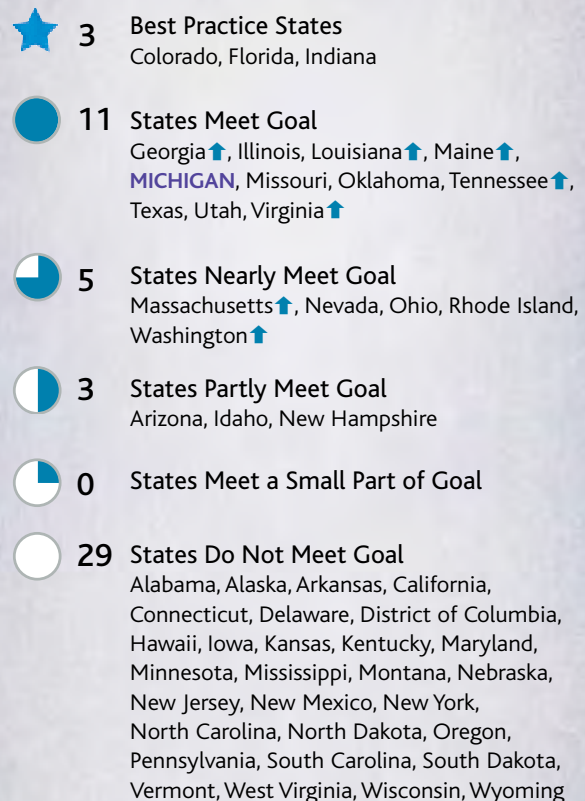 3 Best Practice States
Colorado, Florida, Indiana
11 States Meet Goal
Georgia⬆, Illinois, Louisiana⬆, Maine⬆,
MICHIGAN, Missouri, Oklahoma, Tennessee⬆,
Texas, Utah, Virginia⬆
5 States Nearly Meet Goal
Massachusetts⬆, Nevada, Ohio, Rhode Island,
Washington⬆
3 States Partly Meet Goal
Arizona, Idaho, New Hampshire
0 States Meet a Small Part of Goal
29 States Do Not Meet Goal
Alabama, Alaska, Arkansas, California,
Connecticut, Delaware, District of Columbia,
Hawaii, Iowa, Kansas, Kentucky, Maryland,
Minnesota, Mississippi, Montana, Nebraska,
New Jersey, New Mexico, New York,
North Carolina, North Dakota, Oregon,
Pennsylvania, South Carolina, South Dakota,
Vermont, West Virginia, Wisconsin, Wyoming